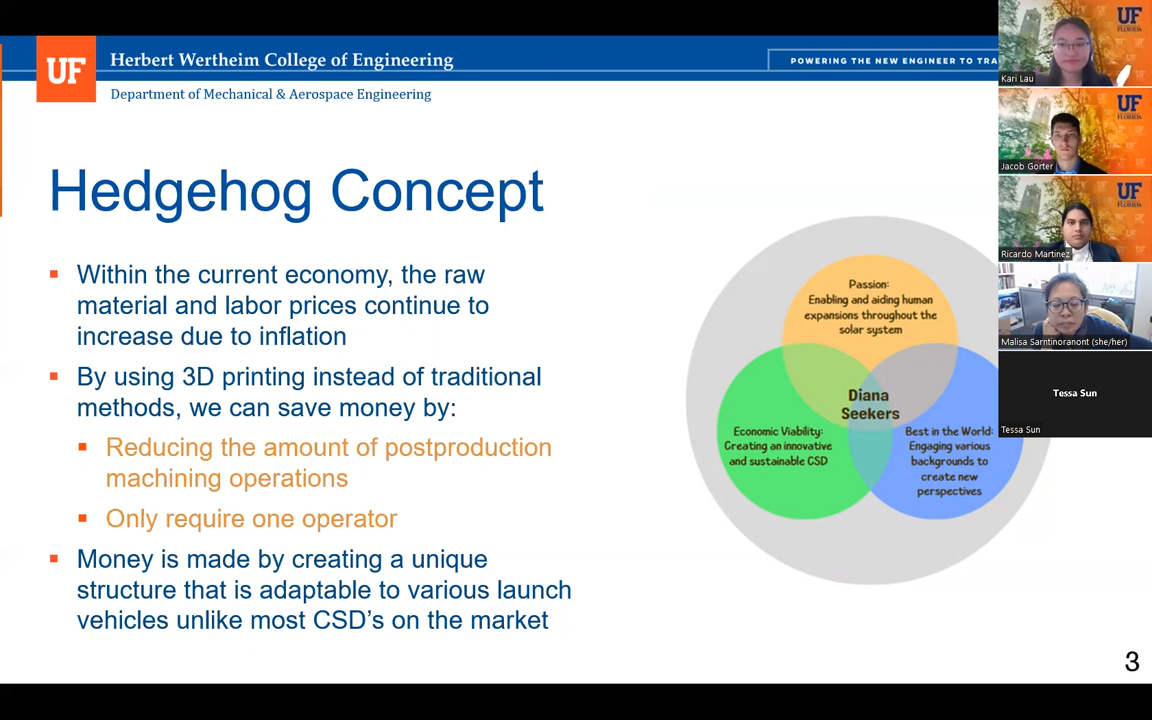 UF
Herbert Wertheim College of Engineering
POWERING THE NEW ENGINEER TO TRA
Department of Mechanical & Aerospace Engineering
Hedgehog Concept
Within the current economy, the raw
material and labor prices continue to
increase due to inflation
By using 3D printing instead of traditional
methods, we can save money by:
Reducing the amount of postproduction
machining operations
Only require one operator
Money is made by creating a unique
structure that is adaptable to various launch
vehicles unlike most CSD's on the market
Passion:
Enabling and aiding human
expansions throughout the
solar system
Diana
Seekers
Economic Viability:
Creating an innovative
and sustainable CSD
Best in the World:
Engaging various
backgrounds to
create new
perspectives
3
UF
FLORIDA
Kari Lau
UF
FLORIDA
Jacob Gorter
UF
FLORIDA
Ricardo Martinez
Malisa Sarntinoranont (she/her)
Tessa Sun
Tessa Sun